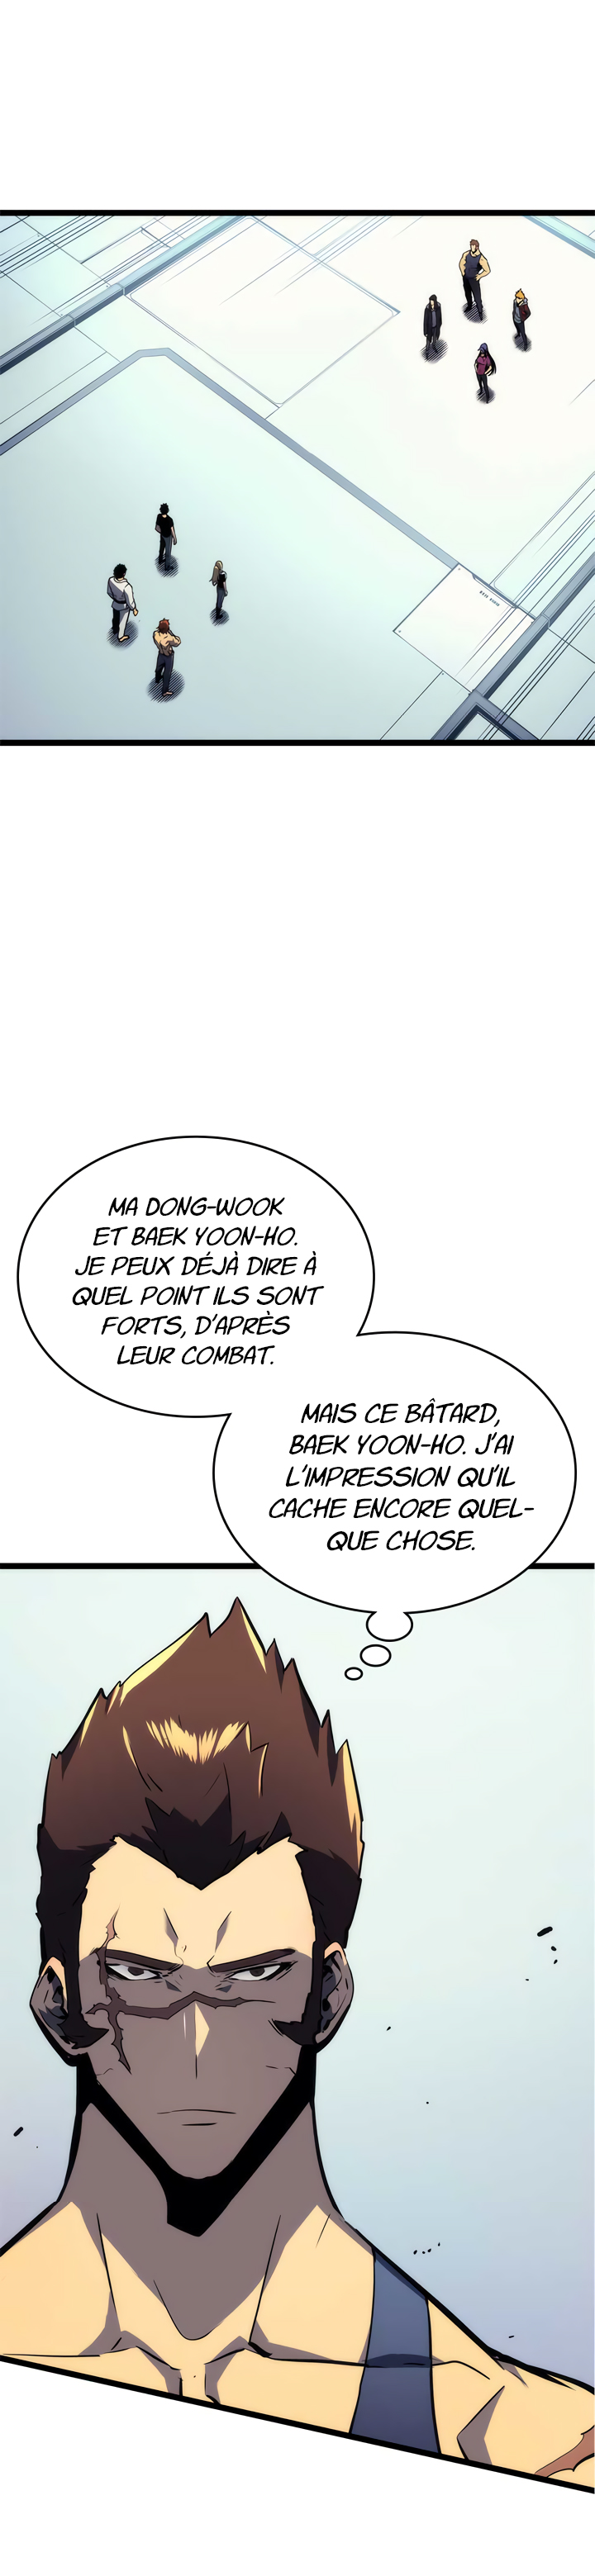 MA DONG-WOOK
ET BAEK YOON-HO.
JE PEUX DÉJÀ DIRE À
QUEL POINT ILS SONT
FORTS, D'APRÈS
LEUR COMBAT.
MAIS CE BÂTARD,
BAEK YOON-HO. J'AI
L'IMPRESSION QU'IL
CACHE ENCORE QUEL-
QUE CHOSE.